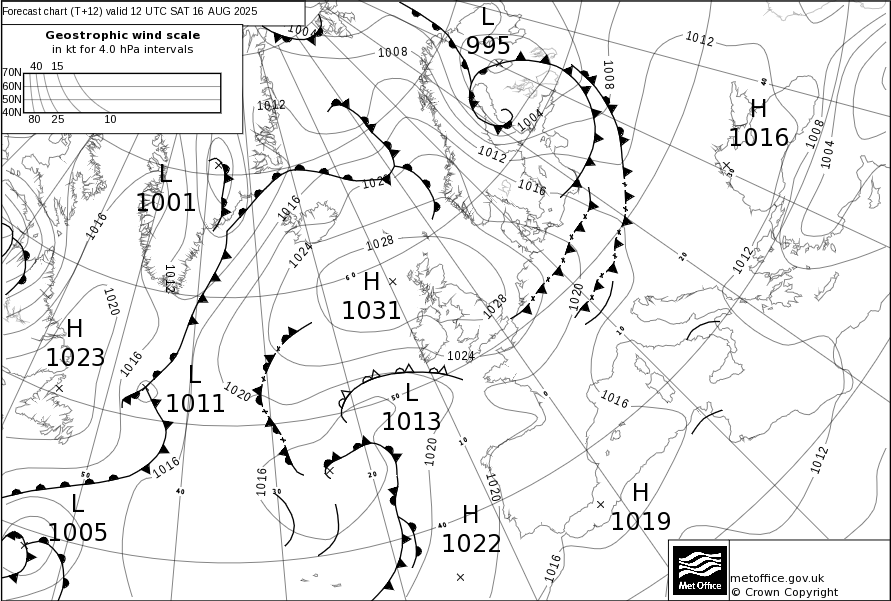 Forecast chart (T+12) valid 12 UTC SAT 16 AUG 2025
Geostrophic wind scale
in kt for 4.0 hPa intervals
40 15
70N
60N
50N
40N
80 25 10
L
995
1004
1008
1012
1008
1012
1004
1012
1016
H
1016
1008
1004
40
30
L
1001
1016
1016
1024
1028
1012
1020
H
1031
60
1028
1020
1012
20
10
H
1023
1016
L
1011
1020
1024
L
1013
50
0
1016
1016
1016
1020
1020
10
20
30
40
50
40
1012
L
1005
H
1022
H
1019
1016
Met Office
metoffice.gov.uk
© Crown Copyright